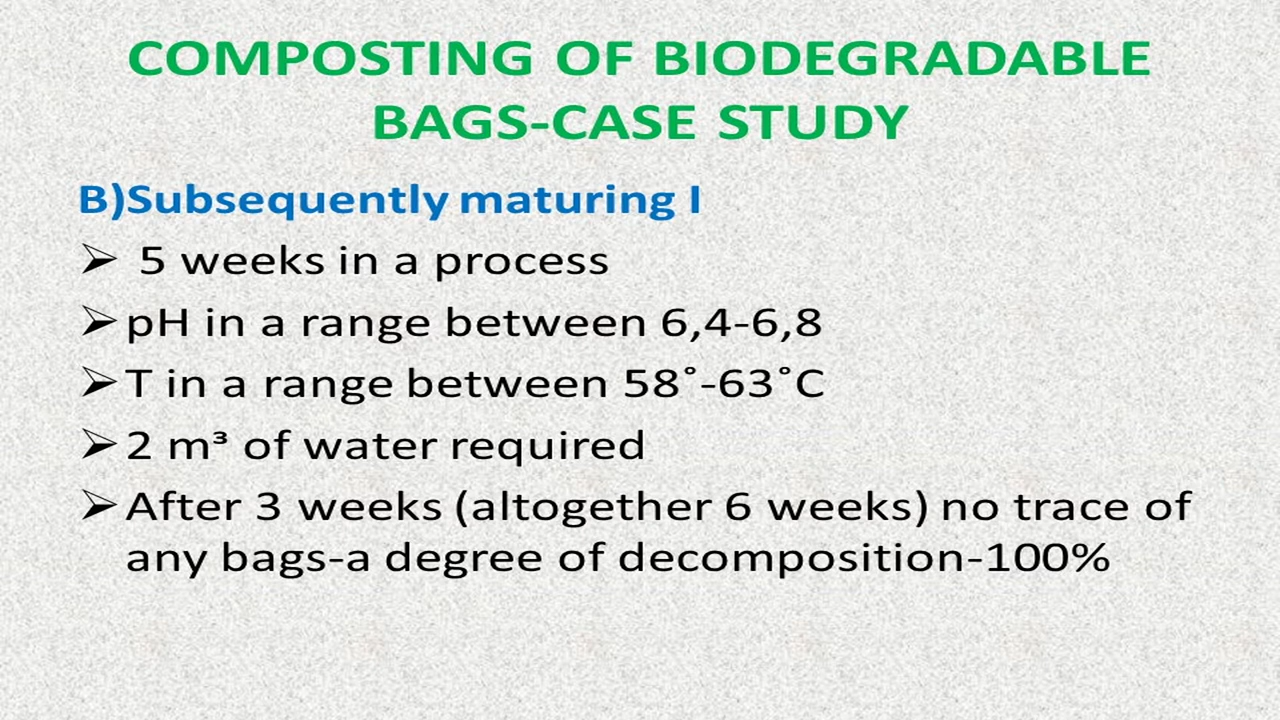 COMPOSTING OF BIODEGRADABLE
BAGS-CASE STUDY
B)Subsequently maturing I
➢ 5 weeks in a process
➢pH in a range between 6,4-6,8
➢T in a range between 58˚-63˚C
➢2 m³ of water required
➢After 3 weeks (altogether 6 weeks) no trace of
any bags-a degree of decomposition-100%